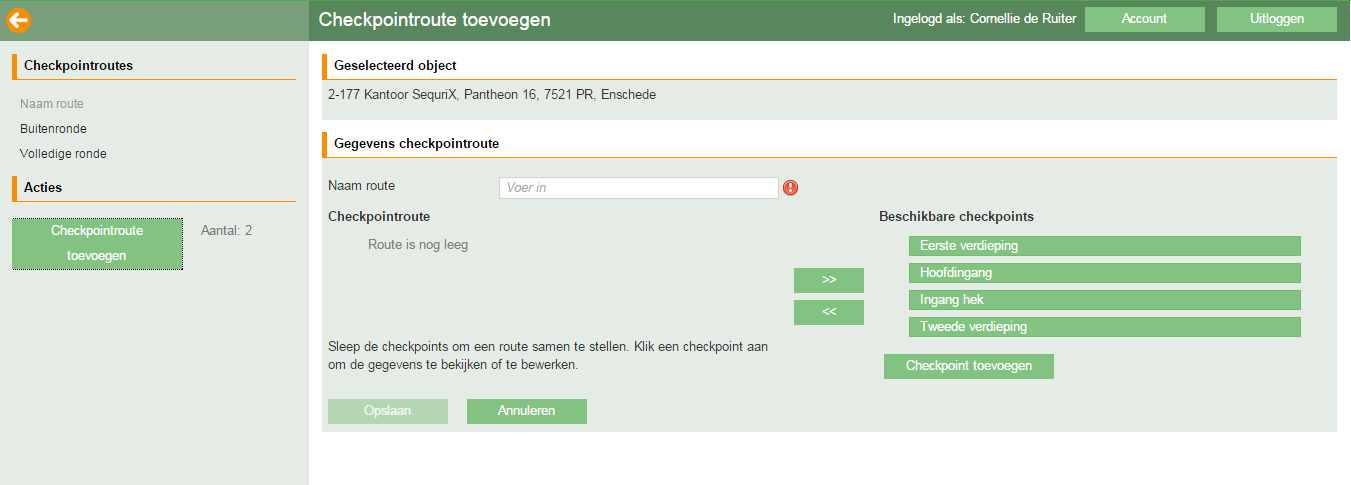 Checkpointroute toevoegen
Ingelogd als: Cornellie de Ruiter
Account
Uitloggen
Checkpointroutes
Naam route
Buitenronde
Volledige ronde
Acties
Checkpointroute
toevoegen
Aantal: 2
Geselecteerd object
2-177 Kantoor SequriX, Pantheon 16, 7521 PR, Enschede
Gegevens checkpointroute
Naam route
Voer in
Checkpointroute
Route is nog leeg
>>
<<
Beschikbare checkpoints
Eerste verdieping
Hoofdingang
Ingang hek
Tweede verdieping
Checkpoint toevoegen
Sleep de checkpoints om een route samen te stellen. Klik een checkpoint aan
om de gegevens te bekijken of te bewerken.
Opslaan
Annuleren